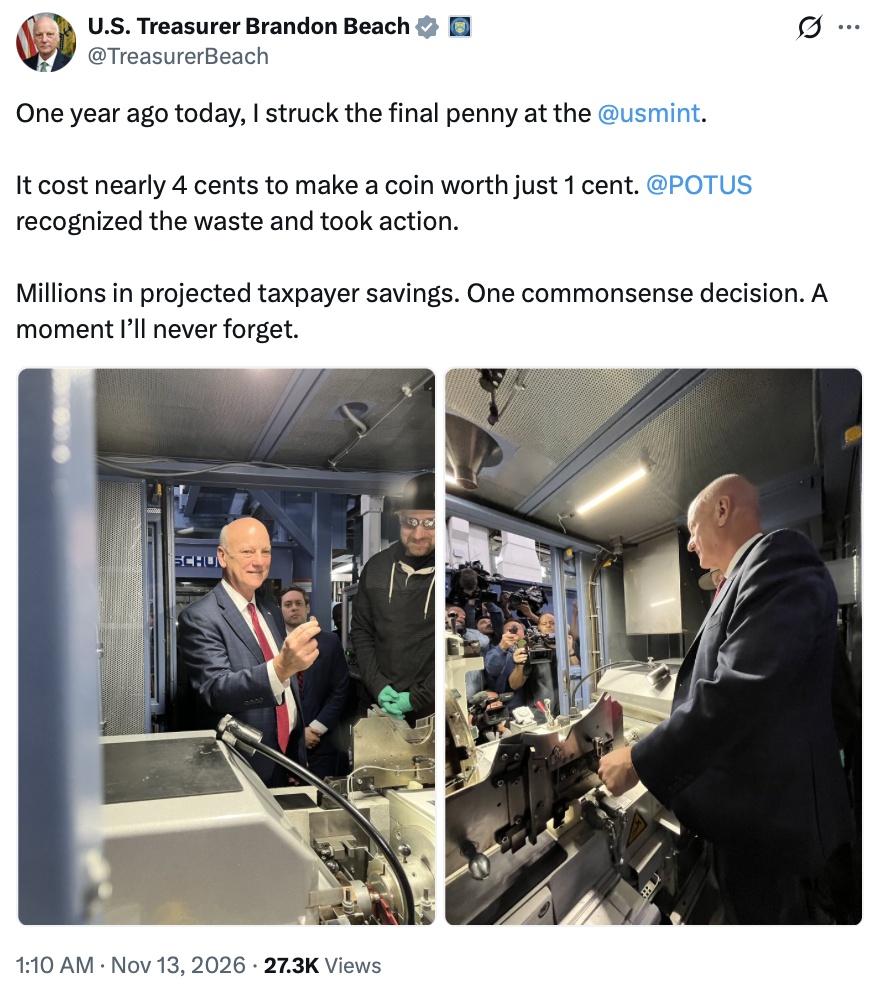 U.S. Treasurer Brandon Beach
@TreasurerBeach
One year ago today, I struck the final penny at the @usmint.
It cost nearly 4 cents to make a coin worth just 1 cent. @POTUS
recognized the waste and took action.
Millions in projected taxpayer savings. One commonsense decision. A
moment I’ll never forget.
SCHU
1:10 AM · Nov 13, 2026 · 27.3K Views